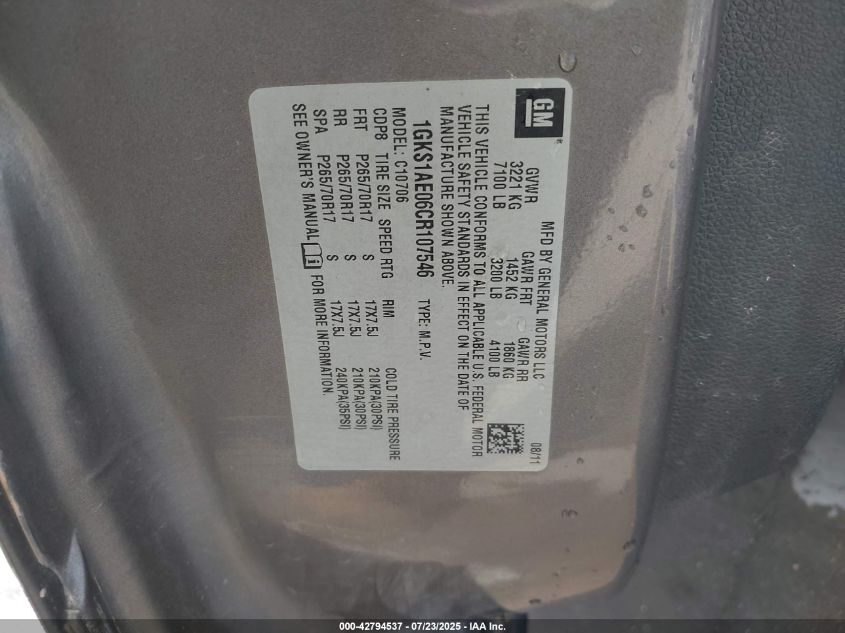 GM
MFD BY GENERAL MOTORS LLC 08/11
GVWR GAWR FRT GAWR RR
3221 KG 1452 KG 1860 KG
7100 LB 3200 LB 4100 LB
THIS VEHICLE CONFORMS TO ALL APPLICABLE U.S. FEDERAL MOTOR
VEHICLE SAFETY STANDARDS IN EFFECT ON THE DATE OF
MANUFACTURE SHOWN ABOVE.
1GKS1AE06CR107546 TYPE: M.P.V.
MODEL: C10706
CDP8 TIRE SIZE SPEED RTG RIM COLD TIRE PRESSURE
FRT P265/70R17 S 17X7.5J 210KPA(30PSI)
RR P265/70R17 S 17X7.5J 210KPA(30PSI)
SPA P265/70R17 S 17X7.5J 240KPA(35PSI)
SEE OWNER'S MANUAL FOR MORE INFORMATION.
000-42794537 - 07/23/2025 - IAA Inc.